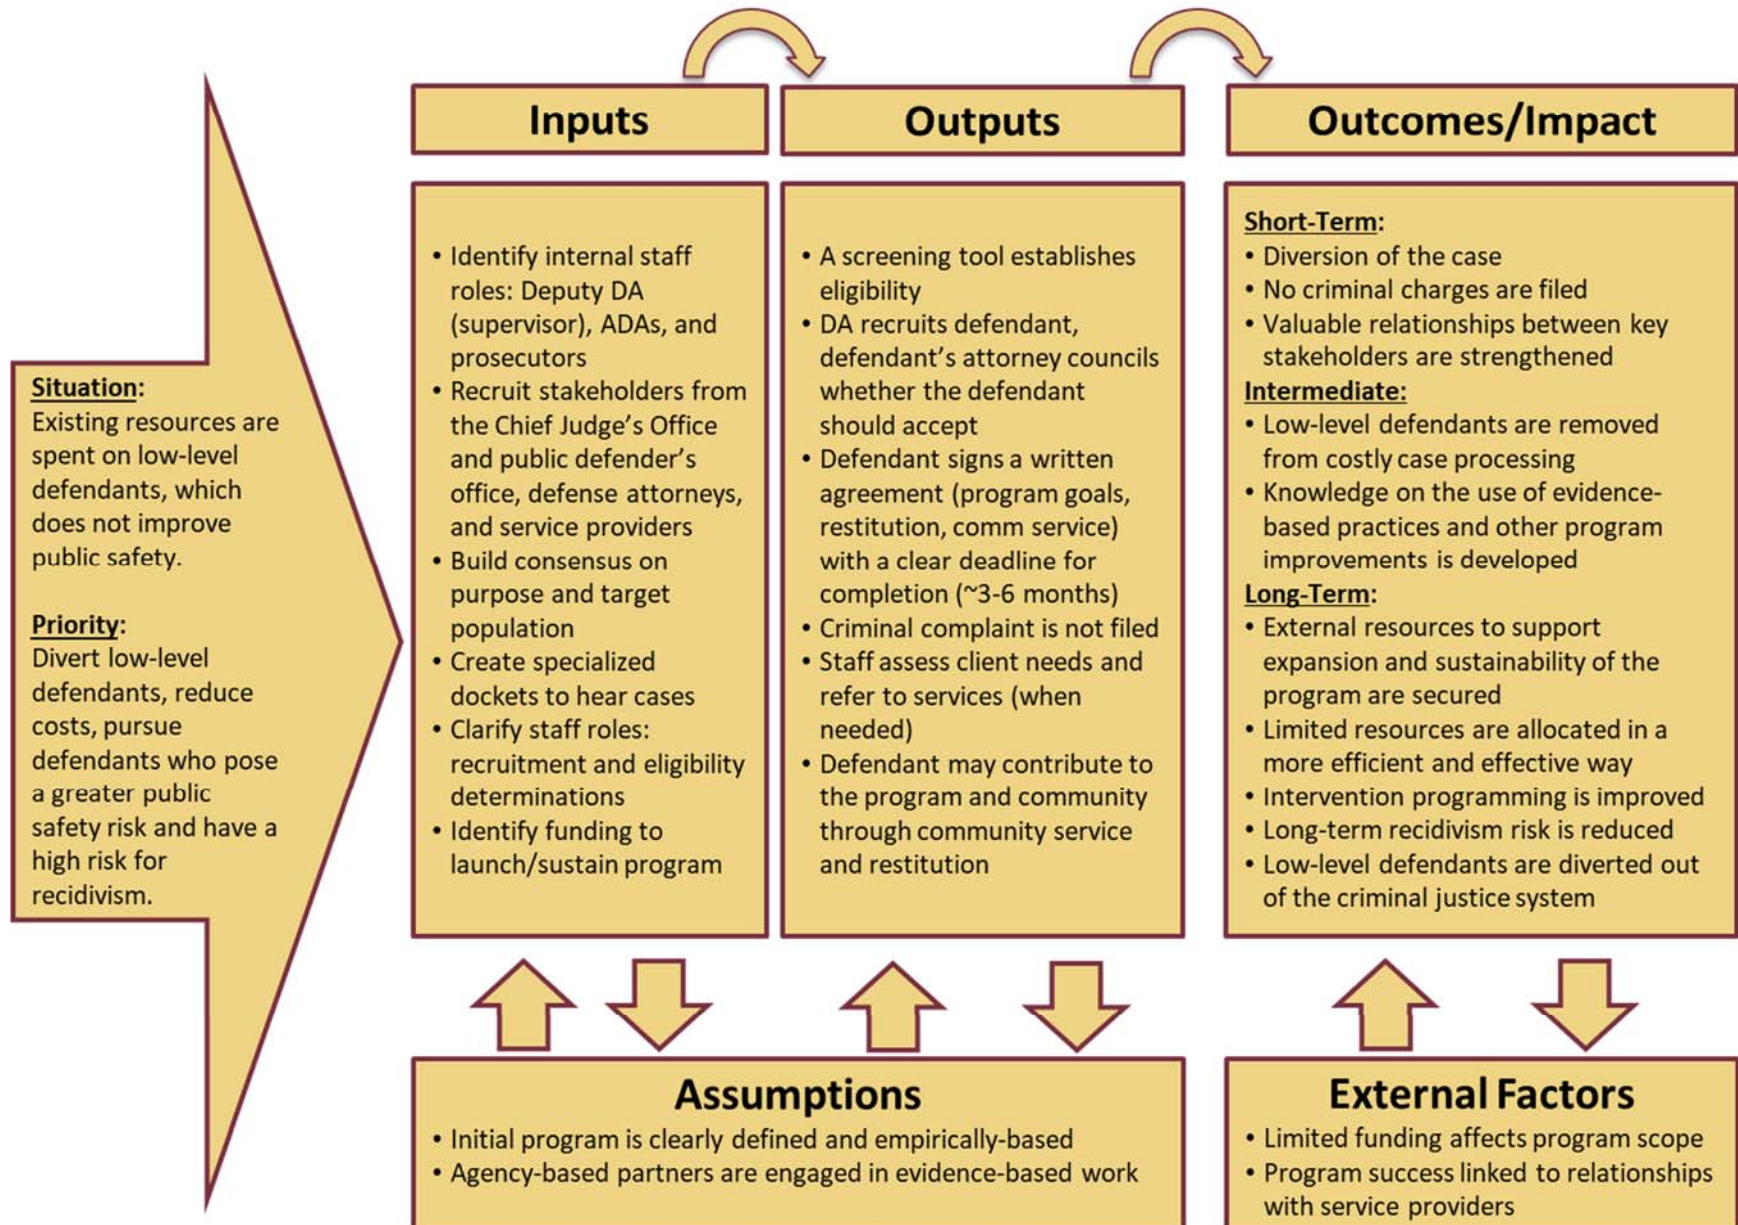 Situation:
Existing resources are
spent on low-level
defendants, which
does not improve
public safety.
Priority:
Divert low-level
defendants, reduce
costs, pursue
defendants who pose
a greater public
safety risk and have a
high risk for
recidivism.
Inputs
• Identify internal staff
roles: Deputy DA
(supervisor), ADAs, and
prosecutors
• Recruit stakeholders from
the Chief Judge's Office
and public defender's
office, defense attorneys,
and service providers
• Build consensus on
purpose and target
population
• Create specialized
dockets to hear cases
• Clarify staff roles:
recruitment and eligibility
determinations
• Identify funding to
launch/sustain program
Outputs
• A screening tool establishes
eligibility
• DA recruits defendant,
defendant's attorney councils
whether the defendant
should accept
• Defendant signs a written
agreement (program goals,
restitution, comm service)
with a clear deadline for
completion (~3-6 months)
• Criminal complaint is not filed
• Staff assess client needs and
refer to services (when
needed)
• Defendant may contribute to
the program and community
through community service
and restitution
Outcomes/Impact
Short-Term:
• Diversion of the case
• No criminal charges are filed
• Valuable relationships between key
stakeholders are strengthened
Intermediate:
• Low-level defendants are removed
from costly case processing
• Knowledge on the use of evidence-
based practices and other program
improvements is developed
Long-Term:
• External resources to support
expansion and sustainability of the
program are secured
• Limited resources are allocated in a
more efficient and effective way
• Intervention programming is improved
• Long-term recidivism risk is reduced
• Low-level defendants are diverted out
of the criminal justice system
Assumptions
• Initial program is clearly defined and empirically-based
• Agency-based partners are engaged in evidence-based work
External Factors
• Limited funding affects program scope
• Program success linked to relationships
with service providers